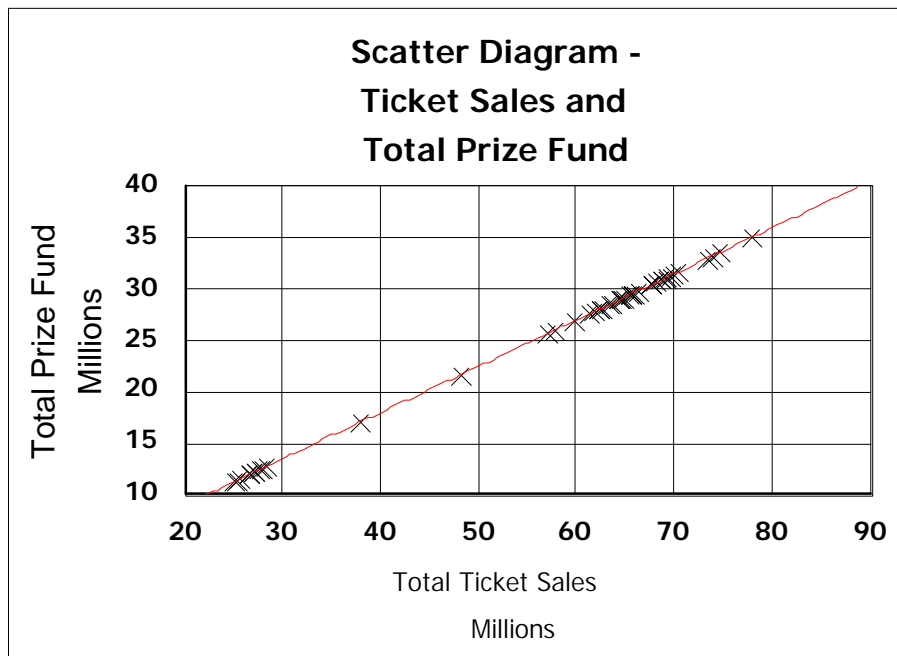 Scatter Diagram -
Ticket Sales and
Total Prize Fund
Total Prize Fund
Millions
40
35
30
25
20
15
10
20 30 40 50 60 70 80 90
Total Ticket Sales
Millions